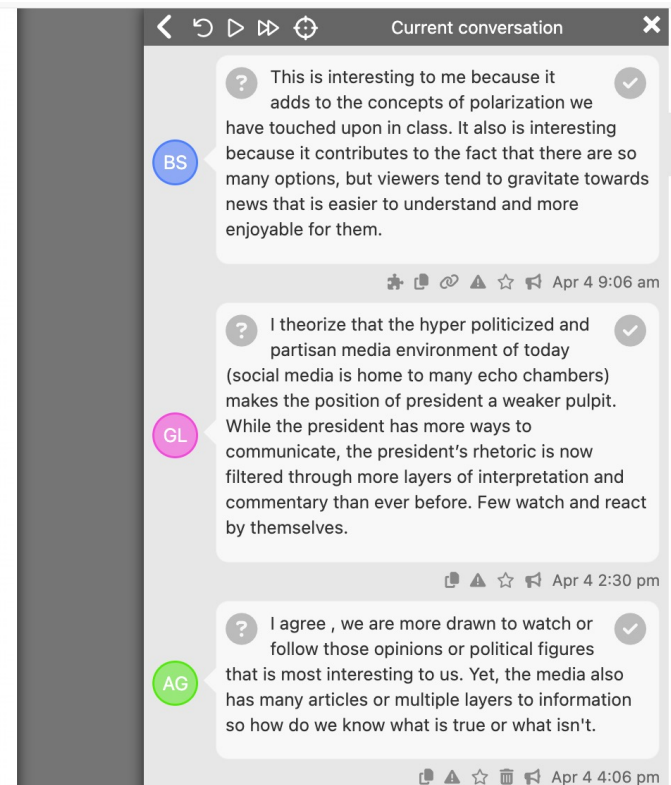 Current conversation
This is interesting to me because it
adds to the concepts of polarization we
have touched upon in class. It also is interesting
because it contributes to the fact that there are so
many options, but viewers tend to gravitate towards
news that is easier to understand and more
enjoyable for them.
BS
Apr 4 9:06 am
I theorize that the hyper politicized and
partisan media environment of today
(social media is home to many echo chambers)
makes the position of president a weaker pulpit.
While the president has more ways to
communicate, the president’s rhetoric is now
filtered through more layers of interpretation and
commentary than ever before. Few watch and react
by themselves.
GL
Apr 4 2:30 pm
I agree , we are more drawn to watch or
follow those opinions or political figures
that is most interesting to us. Yet, the media also
has many articles or multiple layers to information
so how do we know what is true or what isn't.
AG
Apr 4 4:06 pm